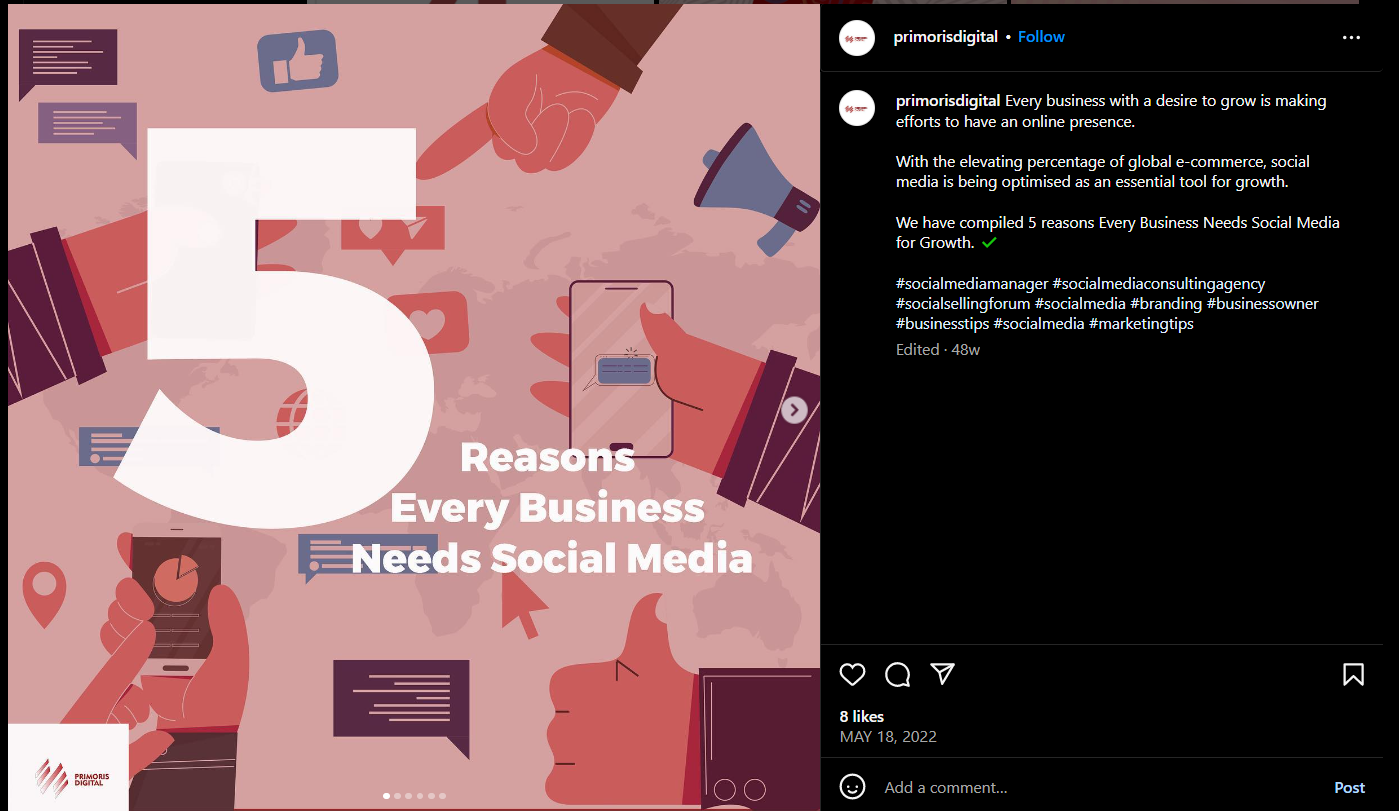 5
Reasons
Every Business
Needs Social Media
PRIMORIS
DIGITAL
primorisdigital • Follow
primorisdigital Every business with a desire to grow is making
efforts to have an online presence.
With the elevating percentage of global e-commerce, social
media is being optimised as an essential tool for growth.
We have compiled 5 reasons Every Business Needs Social Media
for Growth. ✔
#socialmediamanager #socialmediaconsultingagency
#socialsellingforum #socialmedia #branding #businessowner
#businesstips #socialmedia #marketingtips
Edited · 48w
8 likes
MAY 18, 2022
Add a comment...
Post